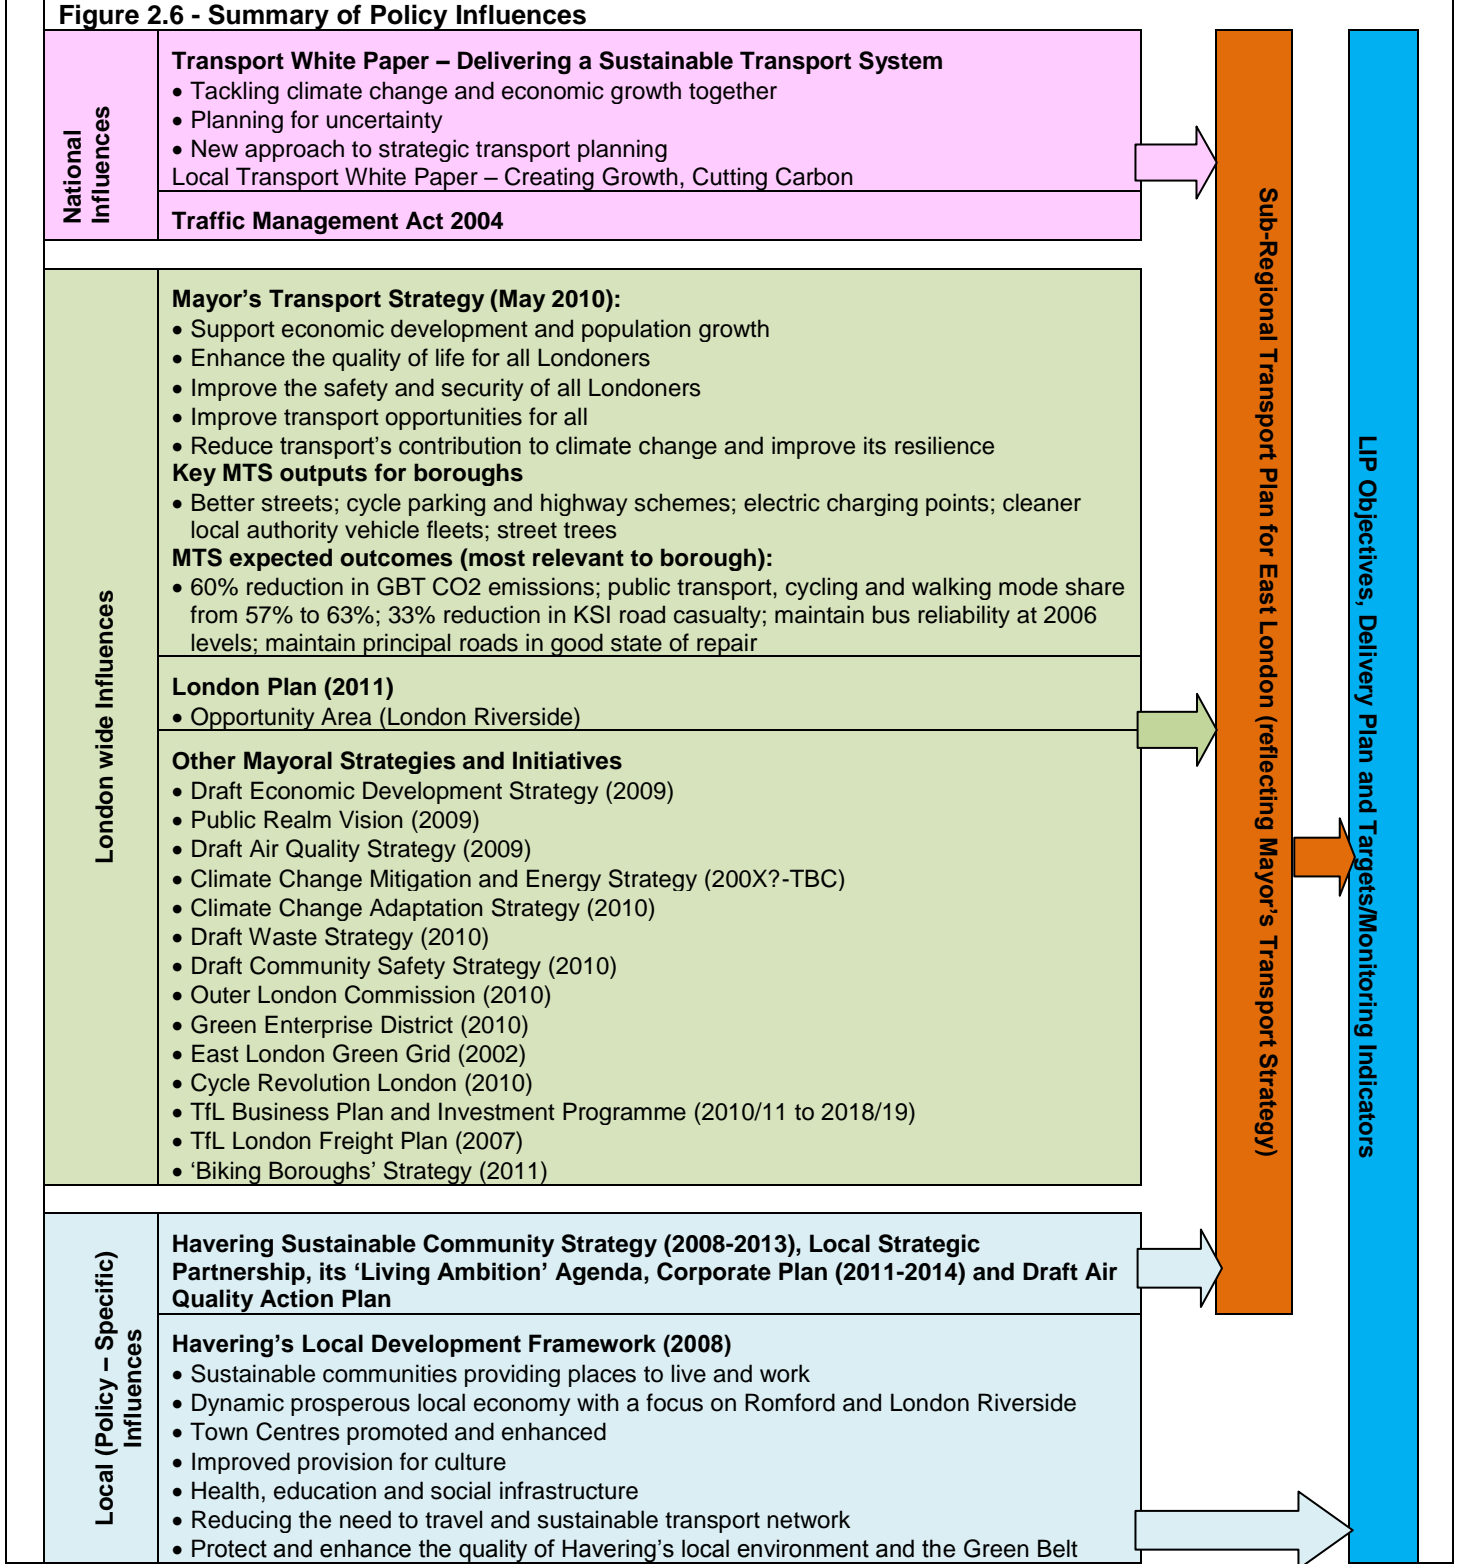 Figure 2.6 - Summary of Policy Influences
National
Influences
Transport White Paper – Delivering a Sustainable Transport System
• Tackling climate change and economic growth together
• Planning for uncertainty
• New approach to strategic transport planning
Local Transport White Paper – Creating Growth, Cutting Carbon
Traffic Management Act 2004
London wide Influences
Mayor’s Transport Strategy (May 2010):
• Support economic development and population growth
• Enhance the quality of life for all Londoners
• Improve the safety and security of all Londoners
• Improve transport opportunities for all
• Reduce transport’s contribution to climate change and improve its resilience
Key MTS outputs for boroughs
• Better streets; cycle parking and highway schemes; electric charging points; cleaner
local authority vehicle fleets; street trees
MTS expected outcomes (most relevant to borough):
• 60% reduction in GBT CO2 emissions; public transport, cycling and walking mode share
from 57% to 63%; 33% reduction in KSI road casualty; maintain bus reliability at 2006
levels; maintain principal roads in good state of repair
London Plan (2011)
• Opportunity Area (London Riverside)
Other Mayoral Strategies and Initiatives
• Draft Economic Development Strategy (2009)
• Public Realm Vision (2009)
• Draft Air Quality Strategy (2009)
• Climate Change Mitigation and Energy Strategy (200X?-TBC)
• Climate Change Adaptation Strategy (2010)
• Draft Waste Strategy (2010)
• Draft Community Safety Strategy (2010)
• Outer London Commission (2010)
• Green Enterprise District (2010)
• East London Green Grid (2002)
• Cycle Revolution London (2010)
• TfL Business Plan and Investment Programme (2010/11 to 2018/19)
• TfL London Freight Plan (2007)
• ‘Biking Boroughs’ Strategy (2011)
Local (Policy – Specific)
Influences
Havering Sustainable Community Strategy (2008-2013), Local Strategic
Partnership, its ‘Living Ambition’ Agenda, Corporate Plan (2011-2014) and Draft Air
Quality Action Plan
Havering’s Local Development Framework (2008)
• Sustainable communities providing places to live and work
• Dynamic prosperous local economy with a focus on Romford and London Riverside
• Town Centres promoted and enhanced
• Improved provision for culture
• Health, education and social infrastructure
• Reducing the need to travel and sustainable transport network
• Protect and enhance the quality of Havering’s local environment and the Green Belt
Sub-Regional Transport Plan for East London (reflecting Mayor’s Transport Strategy)
LIP Objectives, Delivery Plan and Targets/Monitoring Indicators